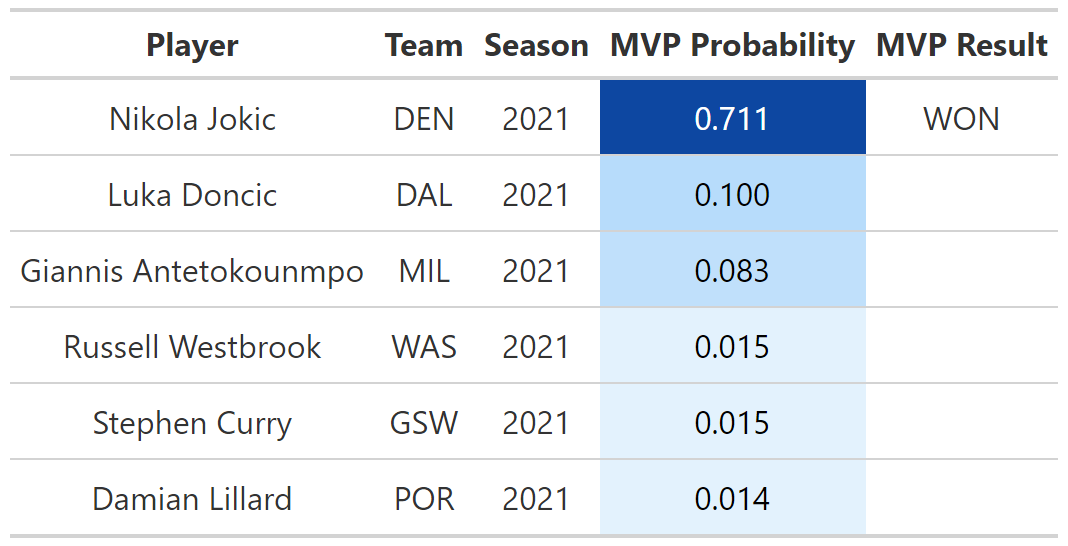 Player Team Season MVP Probability MVP Result
Nikola Jokic DEN 2021 0.711 WON
Luka Doncic DAL 2021 0.100
Giannis Antetokounmpo MIL 2021 0.083
Russell Westbrook WAS 2021 0.015
Stephen Curry GSW 2021 0.015
Damian Lillard POR 2021 0.014